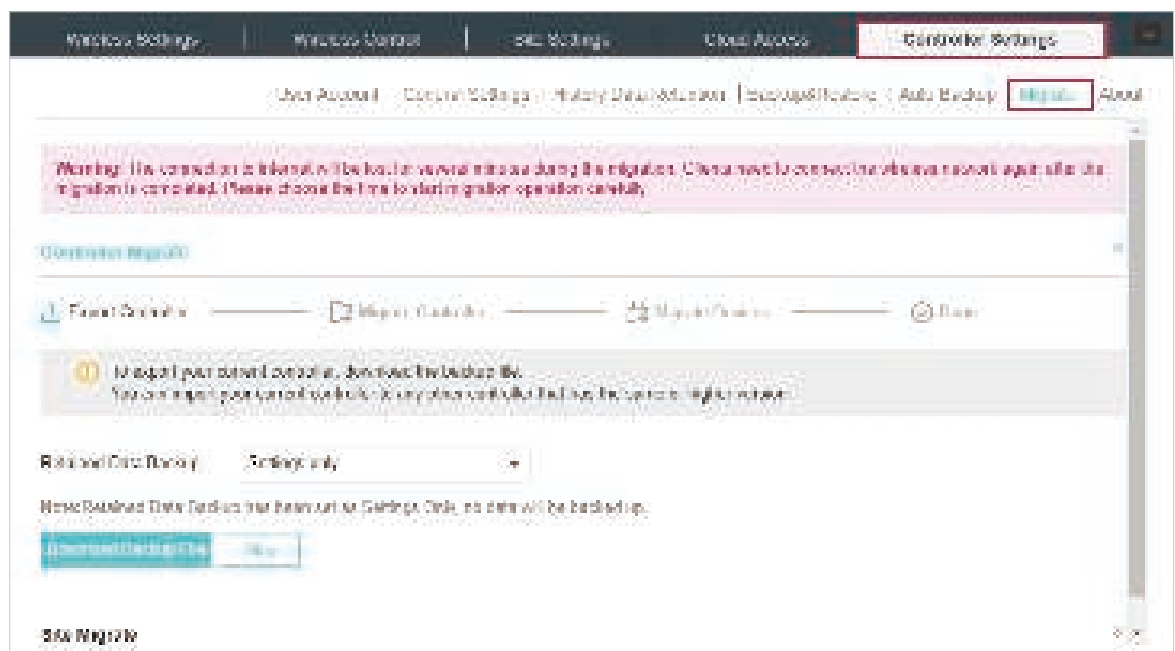 Wireless Settings | Wireless Control | Site Settings Cloud Access Controller Settings
User Account Controller Settings History Data Retention | Backup&Restore Auto Backup Migrate About
Warning: The connection to internet will be lost for several minutes during the migration. Clients need to connect the wireless network again after the
migration is completed. Please choose the time to start migration operation carefully.
Controller Migrate
Export Controller Migrate Controller Migrate Devices
To export your current controller, download the backup file.
You can import your current controller to any other controller that has the same or higher version.
Retained Data Backup Settings only
Note: Retained Data Backup has been set as Settings Only, no data will be backed up.
Skip
Site Migrate